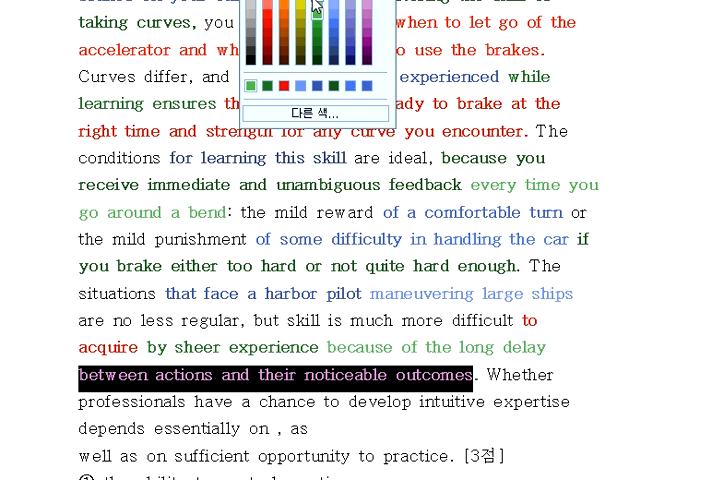 taking curves, you when to let go of the
accelerator and o use the brakes.
Curves differ, and experienced while
learning ensures ady to brake at the
right time and strength for any curve you encounter. The
다른 색...
conditions for learning this skill are ideal, because you
receive immediate and unambiguous feedback every time you
go around a bend: the mild reward of a comfortable turn or
the mild punishment of some difficulty in handling the car if
you brake either too hard or not quite hard enough. The
situations that face a harbor pilot maneuvering large ships
are no less regular, but skill is much more difficult to
acquire by sheer experience because of the long delay
between actions and their noticeable outcomes. Whether
professionals have a chance to develop intuitive expertise
depends essentially on , as
well as on sufficient opportunity to practice. [3점]